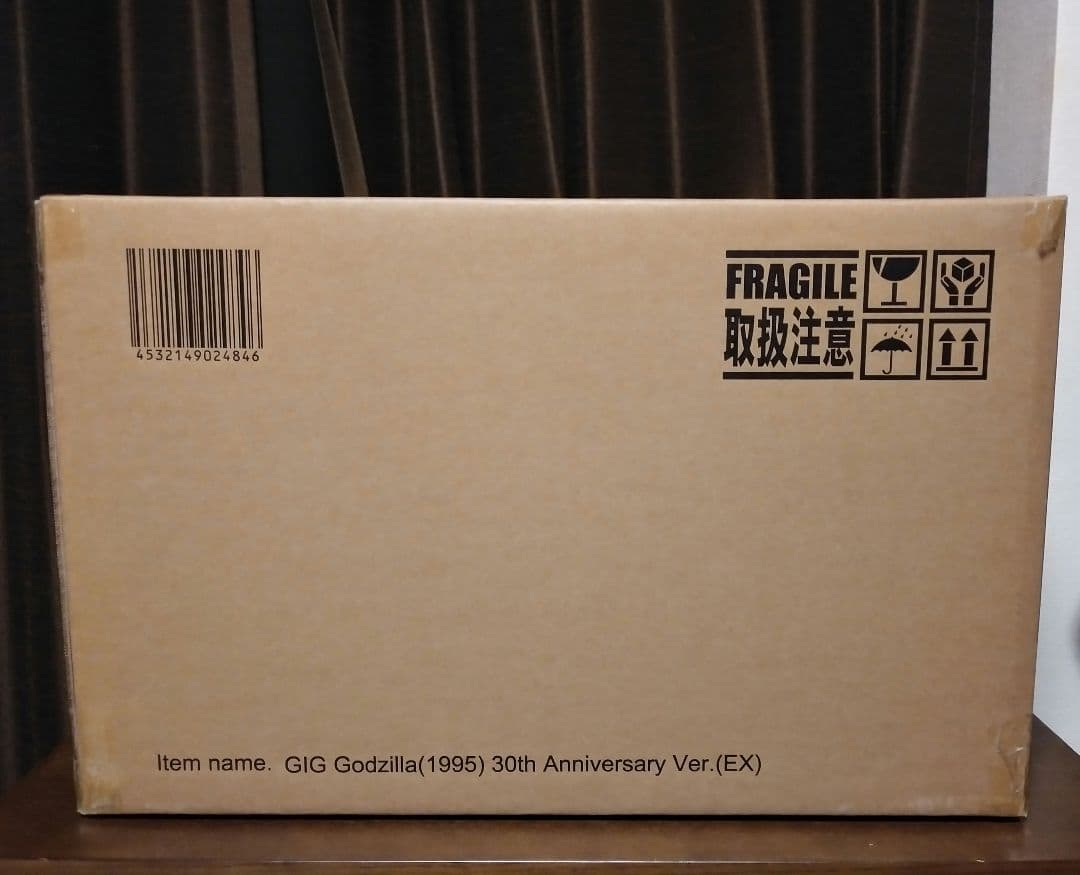 FRAGILE
取扱注意
4532149024846
Item name. GIG Godzilla(1995) 30th Anniversary Ver.(EX)